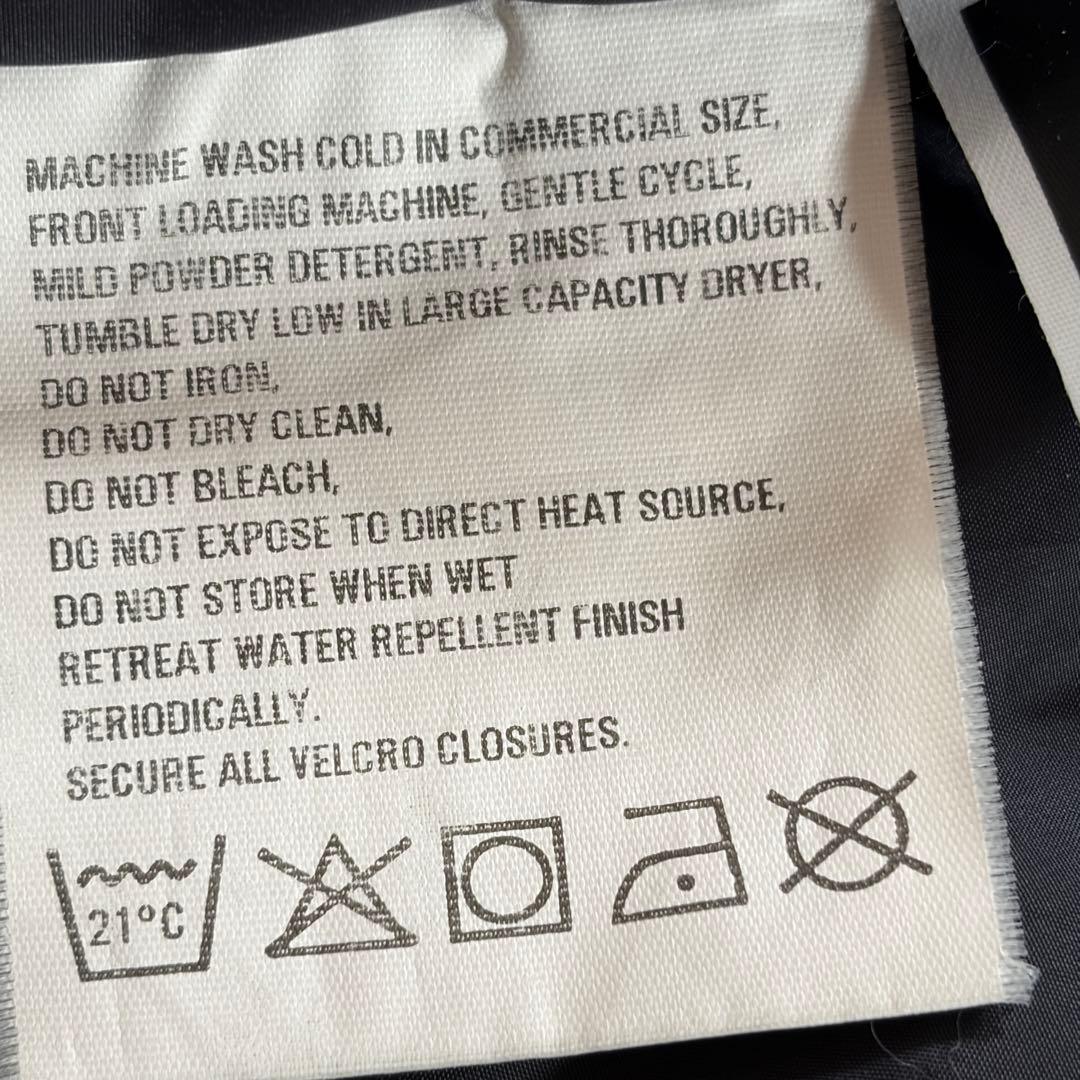 MACHINE WASH COLD IN COMMERCIAL SIZE,
FRONT LOADING MACHINE, GENTLE CYCLE,
MILD POWDER DETERGENT, RINSE THOROUGHLY,
TUMBLE DRY LOW IN LARGE CAPACITY DRYER,
DO NOT IRON,
DO NOT DRY CLEAN,
DO NOT BLEACH,
DO NOT EXPOSE TO DIRECT HEAT SOURCE,
DO NOT STORE WHEN WET
RETREAT WATER REPELLENT FINISH
PERIODICALLY.
SECURE ALL VELCRO CLOSURES.
21°C